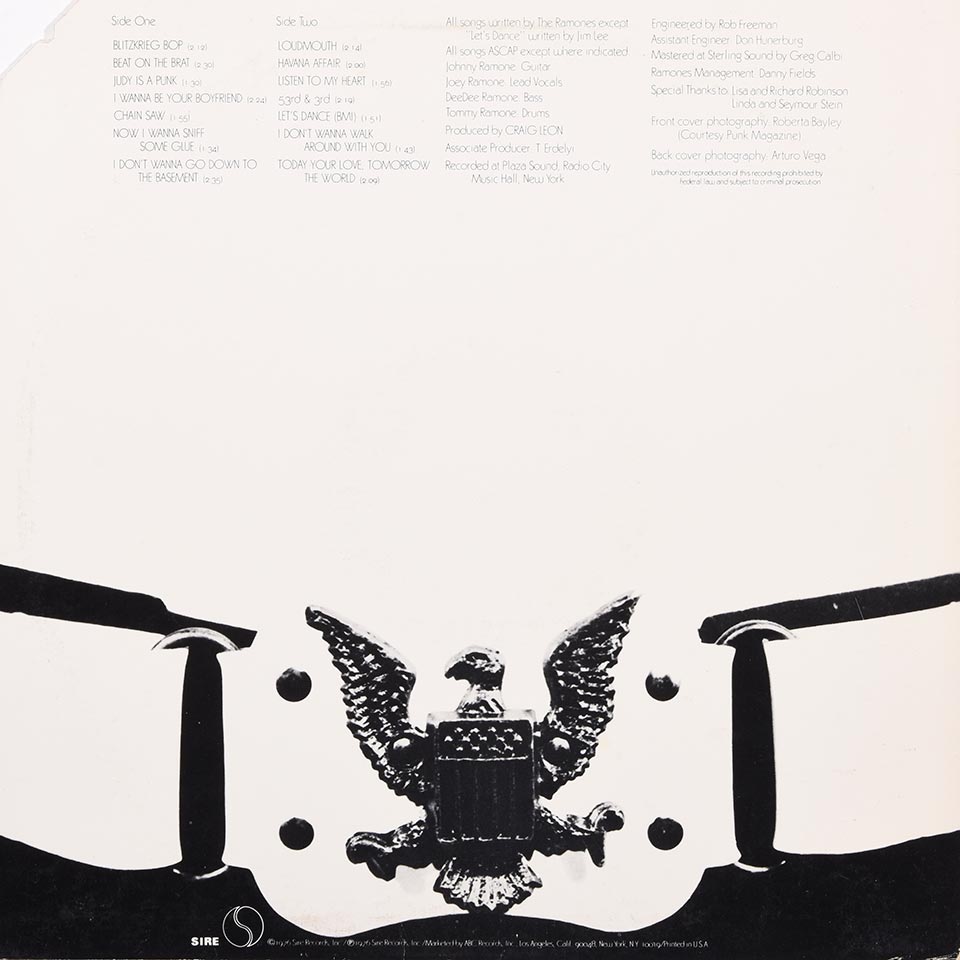 Side One
BLITZKRIEG BOP (2:12)
BEAT ON THE BRAT (2:30)
JUDY IS A PUNK (1:30)
I WANNA BE YOUR BOYFRIEND (2:24)
CHAIN SAW (1:55)
NOW I WANNA SNIFF
SOME GLUE (1:34)
I DON'T WANNA GO DOWN TO
THE BASEMENT (2:35)
Side Two
LOUDMOUTH (2:14)
HAVANA AFFAIR (2:00)
LISTEN TO MY HEART (1:56)
53rd & 3rd (2:19)
LET'S DANCE (BMI) (1:51)
I DON'T WANNA WALK
AROUND WITH YOU (1:43)
TODAY YOUR LOVE, TOMORROW
THE WORLD (2:09)
All songs written by The Ramones except
"Let's Dance" written by Jim Lee
All songs ASCAP except where indicated.
Johnny Ramone: Guitar
Joey Ramone: Lead Vocals
DeeDee Ramone: Bass
Tommy Ramone: Drums
Produced by CRAIG LEON
Associate Producer: T. Erdelyi
Recorded at Plaza Sound, Radio City
Music Hall, New York
Engineered by Rob Freeman
Assistant Engineer: Don Hunerburg
Mastered at Sterling Sound by Greg Calbi
Ramones Management: Danny Fields
Special Thanks to: Lisa and Richard Robinson
Linda and Seymour Stein
Front cover photography: Roberta Bayley
(Courtesy Punk Magazine)
Back cover photography: Arturo Vega
Unauthorized reproduction of this recording prohibited by
Federal law and subject to criminal prosecution
SIRE
©1976 Sire Records, Inc./℗1976 Sire Records, Inc./Marketed by ABC Records, Inc., Los Angeles, Calif. 90048, New York, N.Y. 10019/Printed in U.S.A.